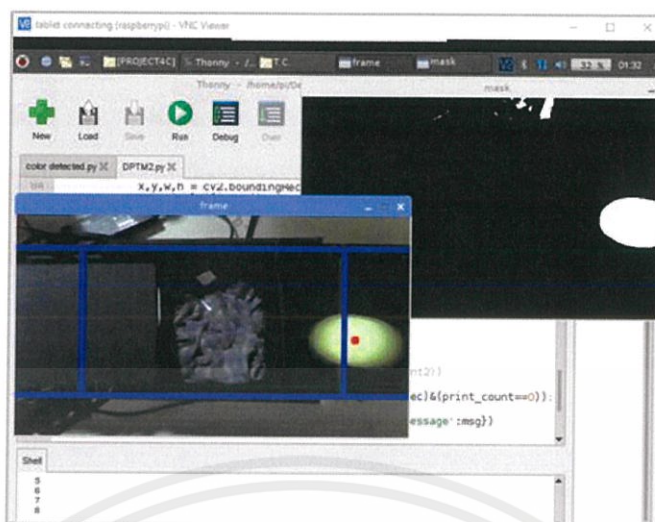 tablet connecting (raspberrypi) - VNC Viewer
[PROJECT4C] Thonny - /... T.C. frame mask 32 % 01:32
Thonny - /home/pi/De
mask
New Load Save Run Debug Over
color detected.py DPTM2.py
x,y,w,h = cv2.boundingRec
frame
nt2))
ec)&(print_count==0)):
essage':msg})
Shell
5
6
7
8